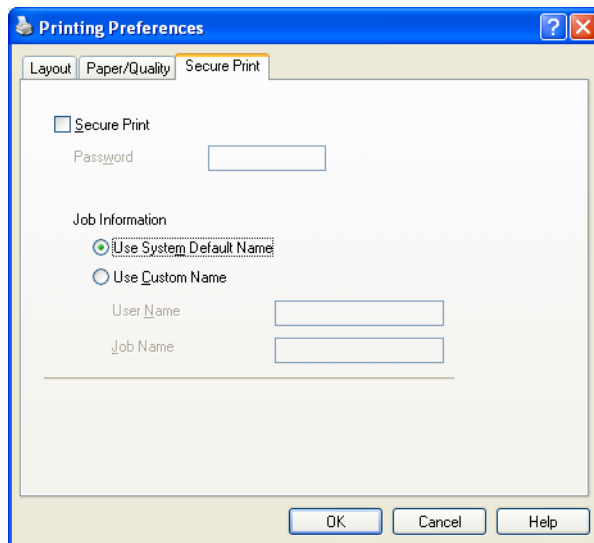 Printing Preferences
Layout Paper/Quality Secure Print
Secure Print
Password
Job Information
Use System Default Name
Use Custom Name
User Name
Job Name
OK Cancel Help